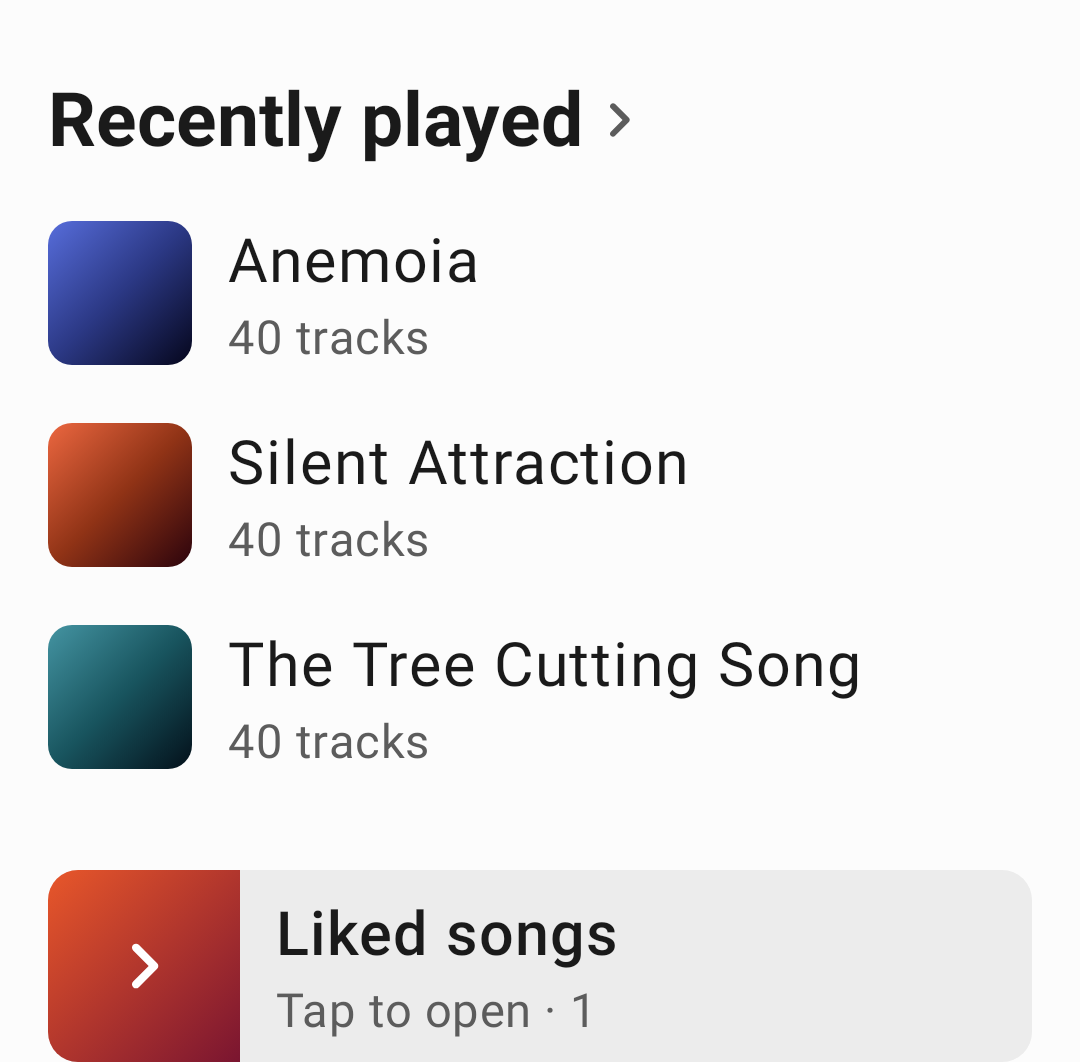 Recently played
Anemoia
40 tracks
Silent Attraction
40 tracks
The Tree Cutting Song
40 tracks
Liked songs
Tap to open · 1